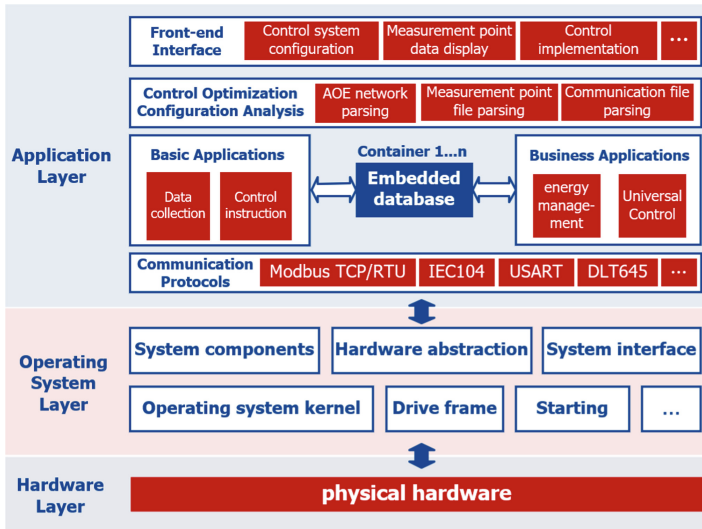 Application
Layer
Front-end
Interface
Control system
configuration
Measurement point
data display
Control
implementation
...
Control Optimization
Configuration Analysis
AOE network
parsing
Measurement point
file parsing
Communication file
parsing
Basic Applications
Data
collection
Control
instruction
Container 1...n
Embedded
database
Business Applications
energy
manage-
ment
Universal
Control
Communication
Protocols
Modbus TCP/RTU
IEC104
USART
DLT645
...
Operating
System
Layer
System components
Hardware abstraction
System interface
Operating system kernel
Drive frame
Starting
...
Hardware
Layer
physical hardware